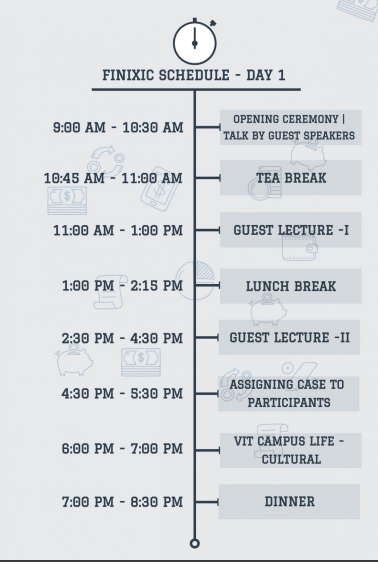 FINIXIC SCHEDULE - DAY 1
9:00 AM - 10:30 AM
OPENING CEREMONY |
TALK BY GUEST SPEAKERS
10:45 AM - 11:00 AM
TEA BREAK
11:00 AM - 1:00 PM
GUEST LECTURE -I
1:00 PM - 2:15 PM
LUNCH BREAK
2:30 PM - 4:30 PM
GUEST LECTURE -II
4:30 PM - 5:30 PM
ASSIGNING CASE TO
PARTICIPANTS
6:00 PM - 7:00 PM
VIT CAMPUS LIFE -
CULTURAL
7:00 PM - 8:30 PM
DINNER